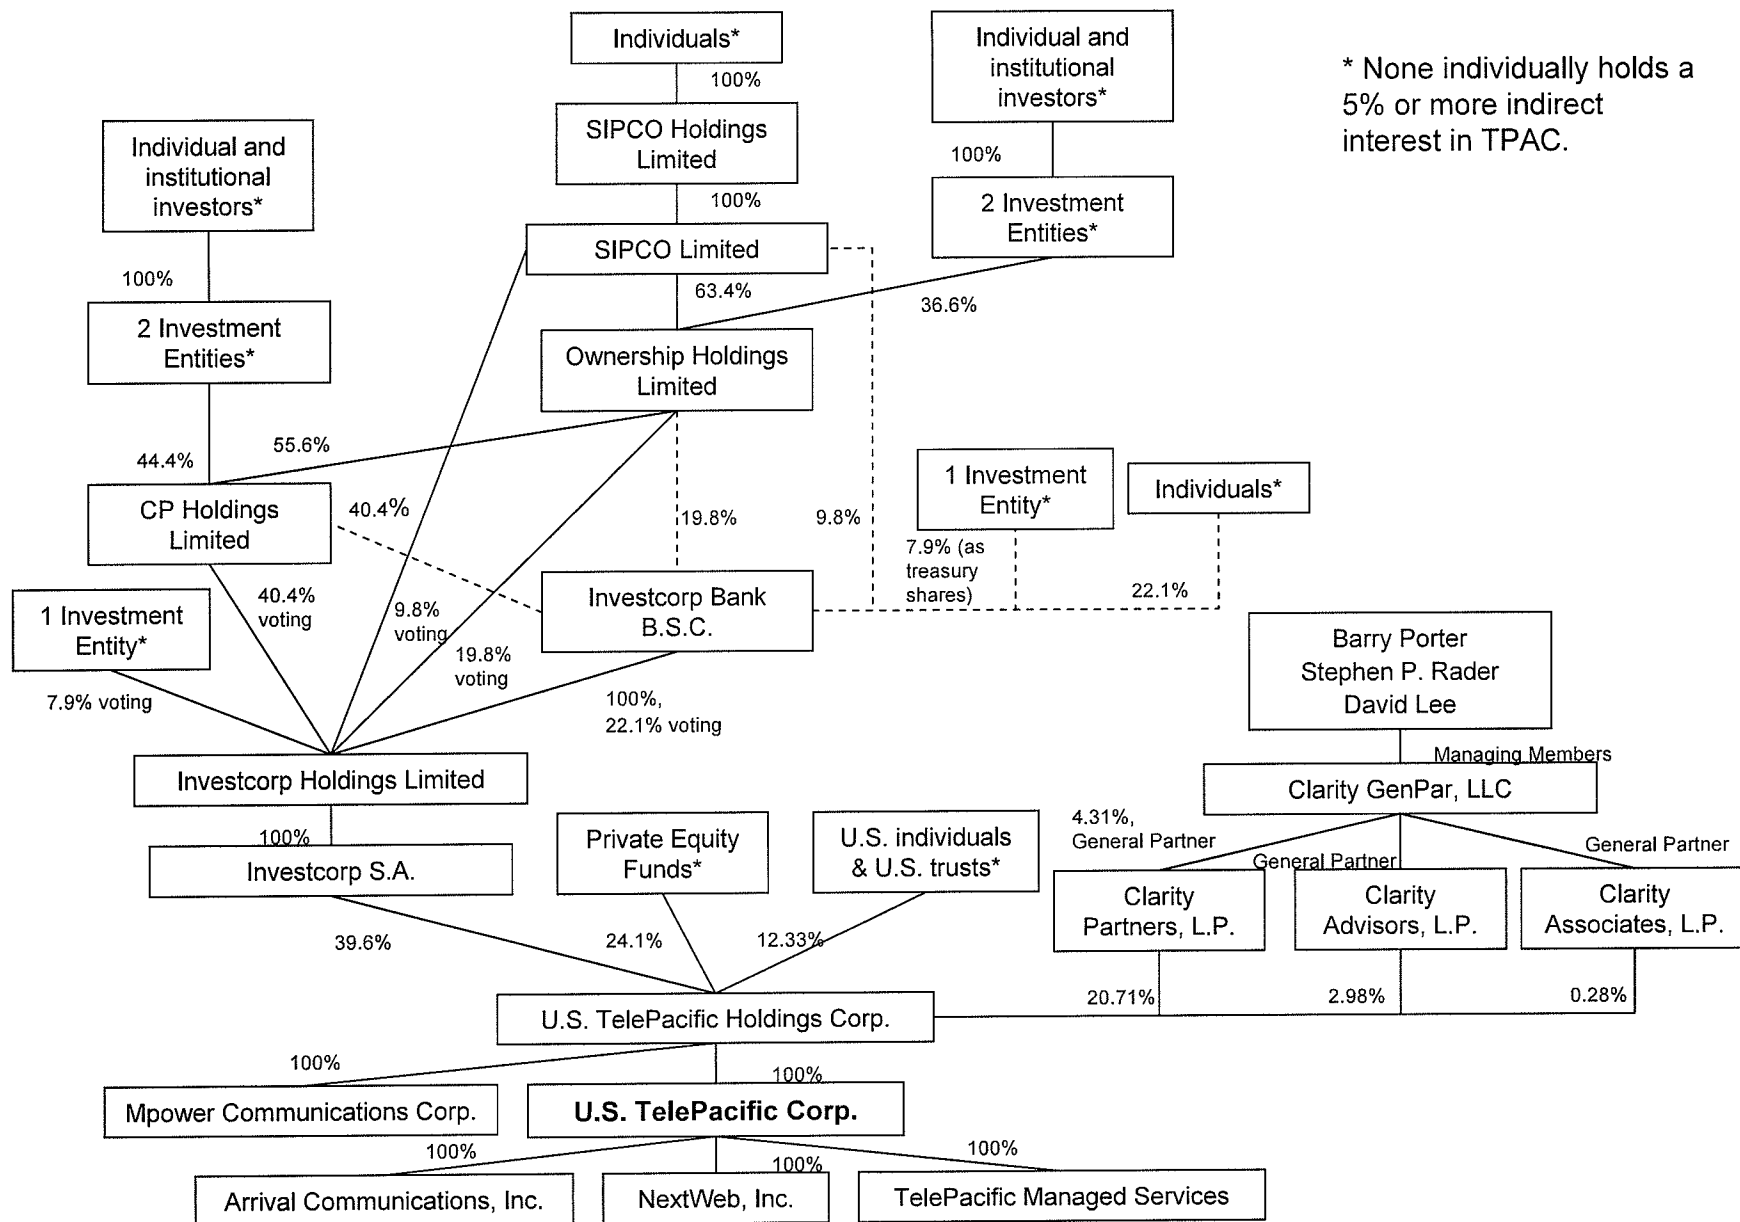 Individuals*
100%
Individual and
institutional
investors*
* None individually holds a
5% or more indirect
interest in TPAC.
SIPCO Holdings
Limited
100%
Individual and
institutional
investors*
100%
100%
SIPCO Limited
2 Investment
Entities*
63.4%
36.6%
2 Investment
Entities*
Ownership Holdings
Limited
44.4%
55.6%
CP Holdings
Limited
40.4%
19.8%
9.8%
1 Investment
Entity*
Individuals*
7.9% (as
treasury
shares)
22.1%
1 Investment
Entity*
40.4%
voting
9.8%
voting
19.8%
voting
Investcorp Bank
B.S.C.
7.9% voting
100%,
22.1% voting
Barry Porter
Stephen P. Rader
David Lee
Managing Members
Investcorp Holdings Limited
Clarity GenPar, LLC
100%
Investcorp S.A.
Private Equity
Funds*
U.S. individuals
& U.S. trusts*
4.31%,
General Partner
General Partner
General Partner
Clarity
Partners, L.P.
Clarity
Advisors, L.P.
Clarity
Associates, L.P.
39.6%
24.1%
12.33%
20.71%
2.98%
0.28%
U.S. TelePacific Holdings Corp.
100%
100%
Mpower Communications Corp.
U.S. TelePacific Corp.
100%
100%
100%
Arrival Communications, Inc.
NextWeb, Inc.
TelePacific Managed Services